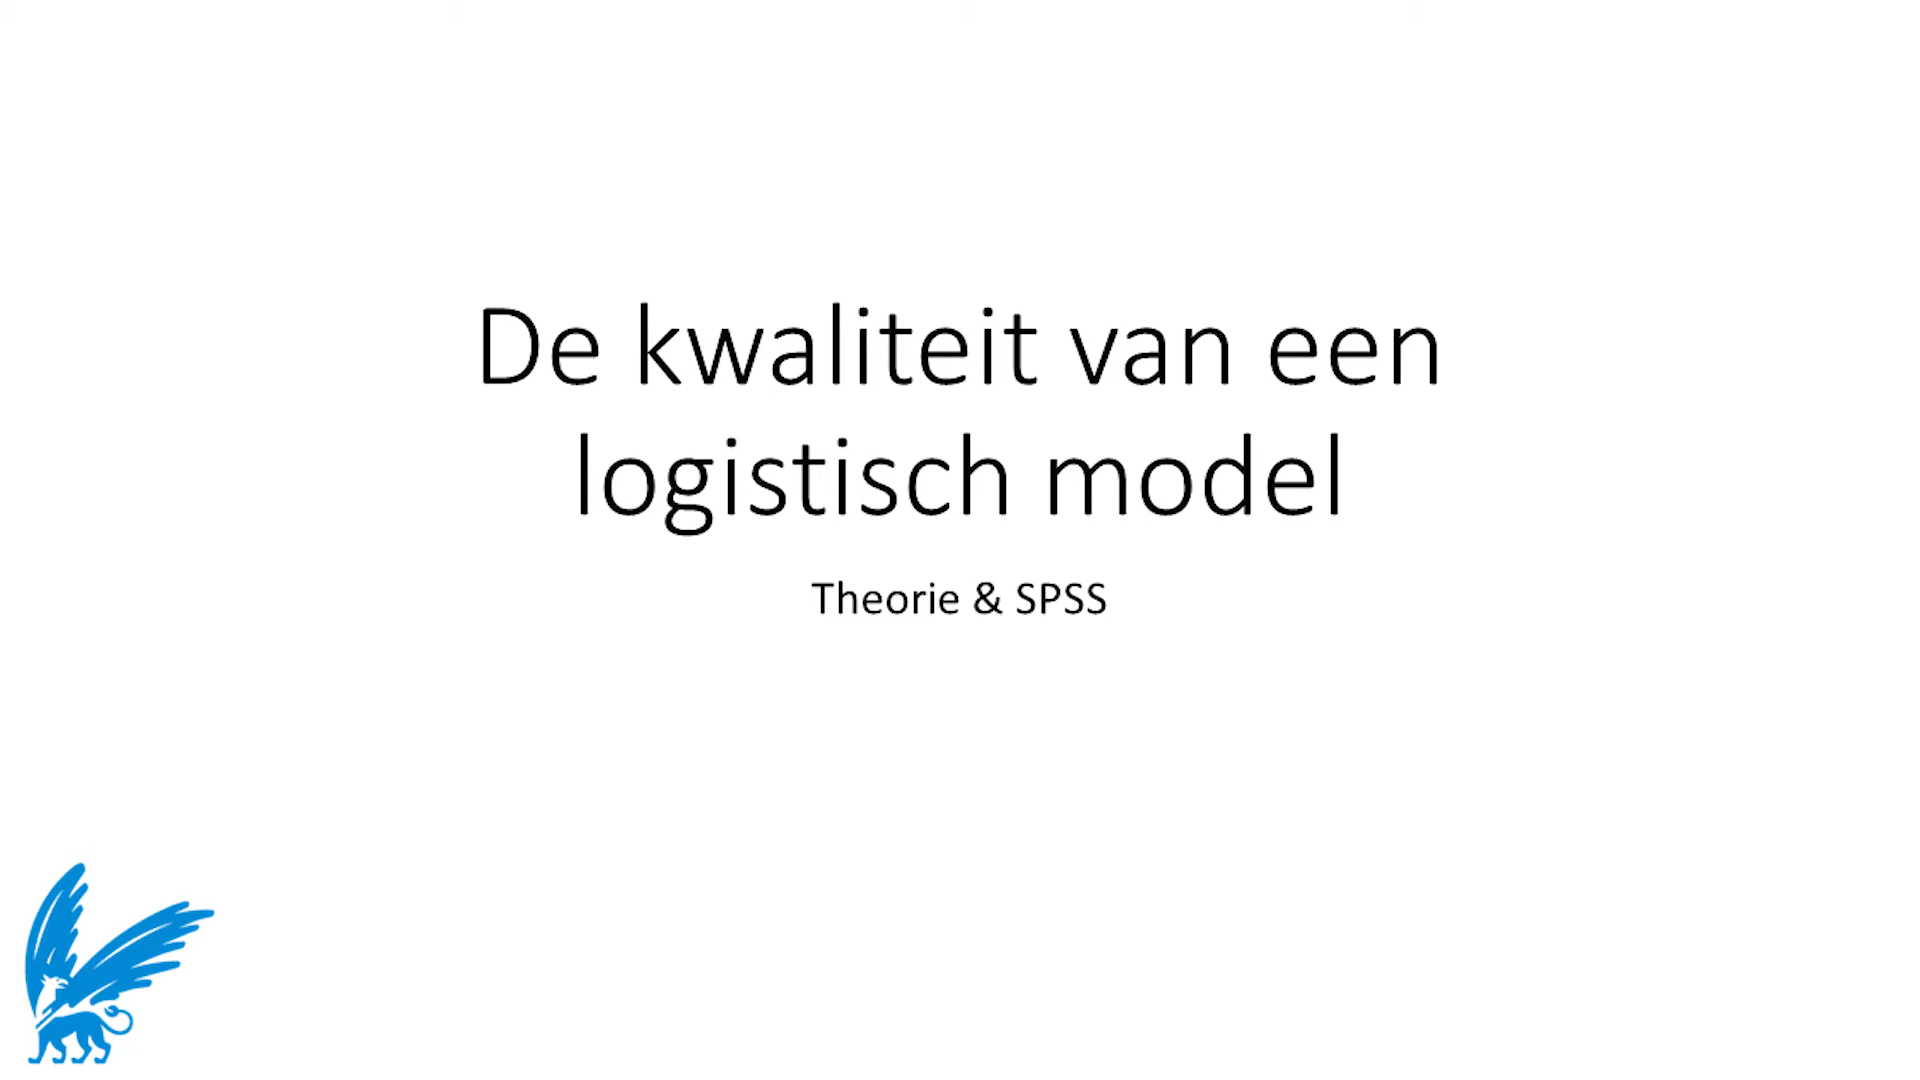 De kwaliteit van een
logistisch model
Theorie & SPSS